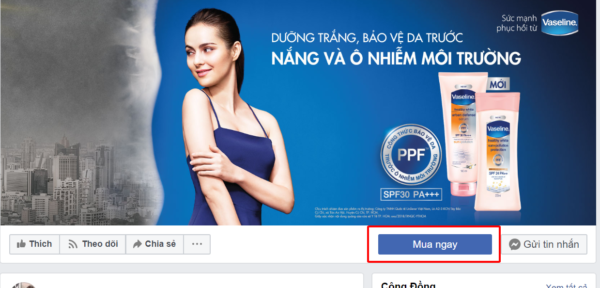 Sức mạnh
phục hồi từ
Vaseline
DƯỠNG TRẮNG, BẢO VỆ DA TRƯỚC
NẮNG VÀ Ô NHIỄM MÔI TRƯỜNG
MỚI
Vaseline
Vaseline
CÔNG THỨC BẢO VỆ DA
TRƯỚC Ô NHIỄM MÔI TRƯỜNG
PPF
SPF30 PA+++
Thích
Theo dõi
Chia sẻ
...
Mua ngay
Gửi tin nhắn
Cộng Đồng
Xem tất cả